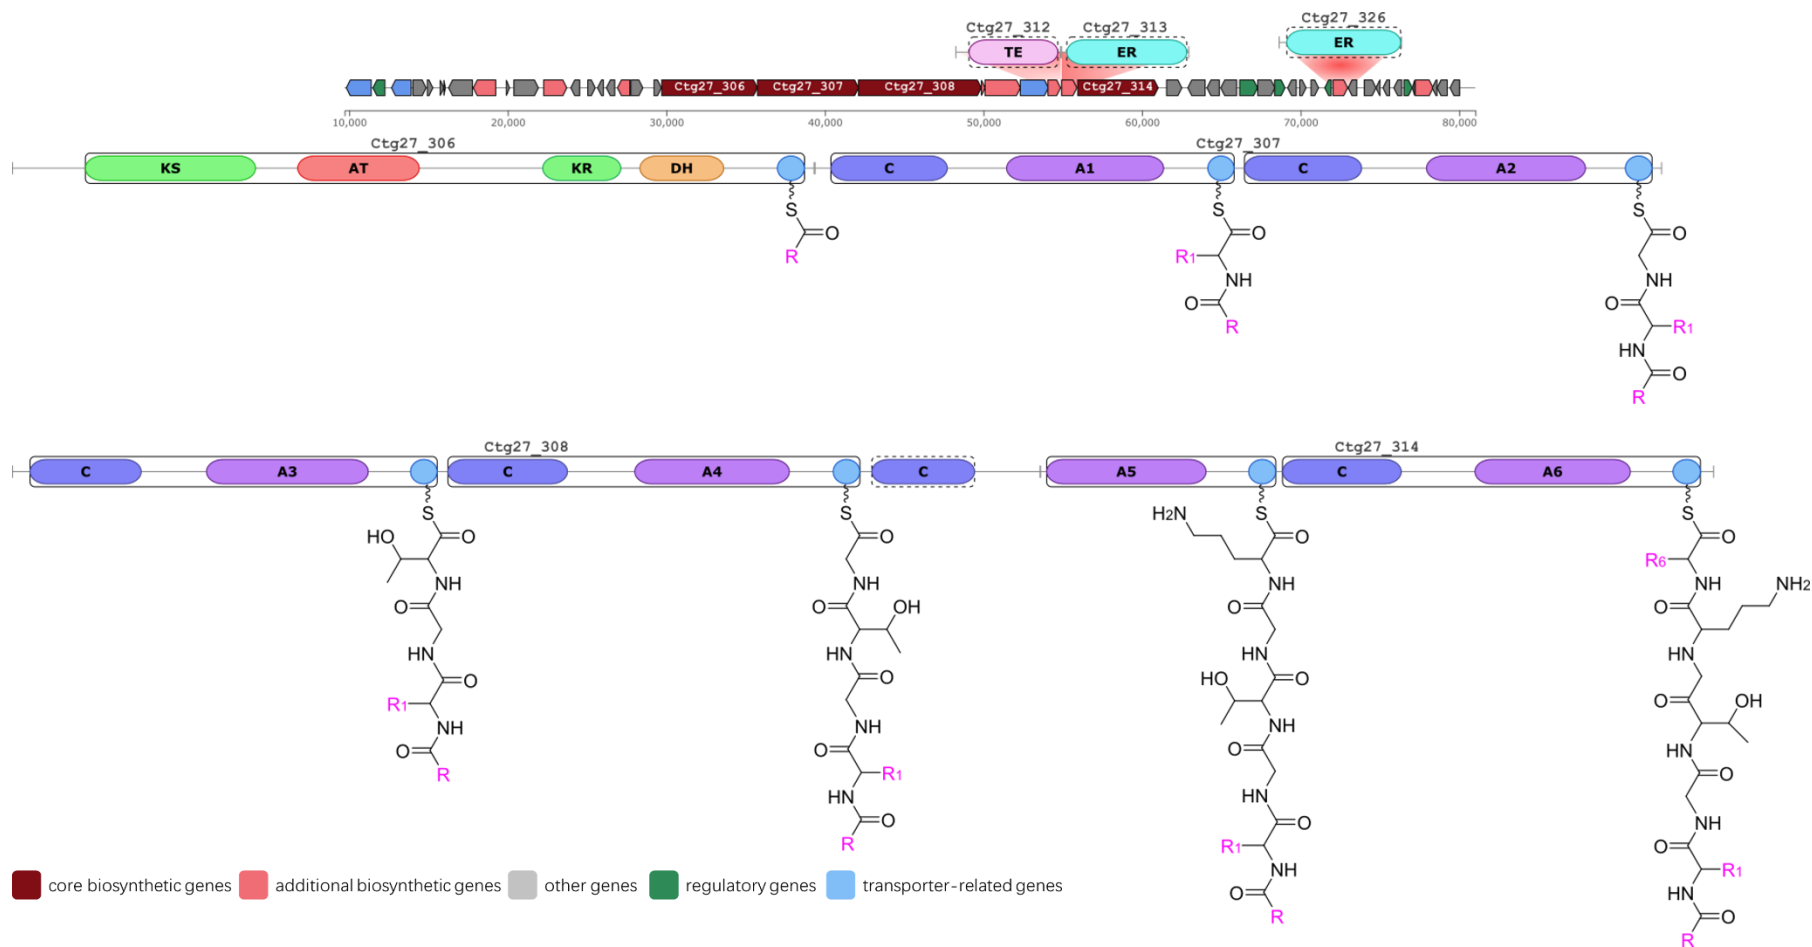 Ctg27_312 Ctg27_313 Ctg27_326
TE ER ER
Ctg27_306 Ctg27_307 Ctg27_308 Ctg27_314
10,000 20,000 30,000 40,000 50,000 60,000 70,000 80,000
Ctg27_306 Ctg27_307
KS AT KR DH C A1 C A2
S S S
O O O
R R1 NH NH
O O
R R1
HN
O
R
Ctg27_308 Ctg27_314
C A3 C A4 C A5 C A6
S S H2N S S
HO O O O O
R6
NH NH NH NH NH2
O O OH O O
HN HN HN HN
O O HO O O OH
R1
NH NH NH HN
O O O O
R1 R1
HN HN NH
R O O O
R R1 R1
NH HN
O O
R R
core biosynthetic genes additional biosynthetic genes other genes regulatory genes transporter-related genes